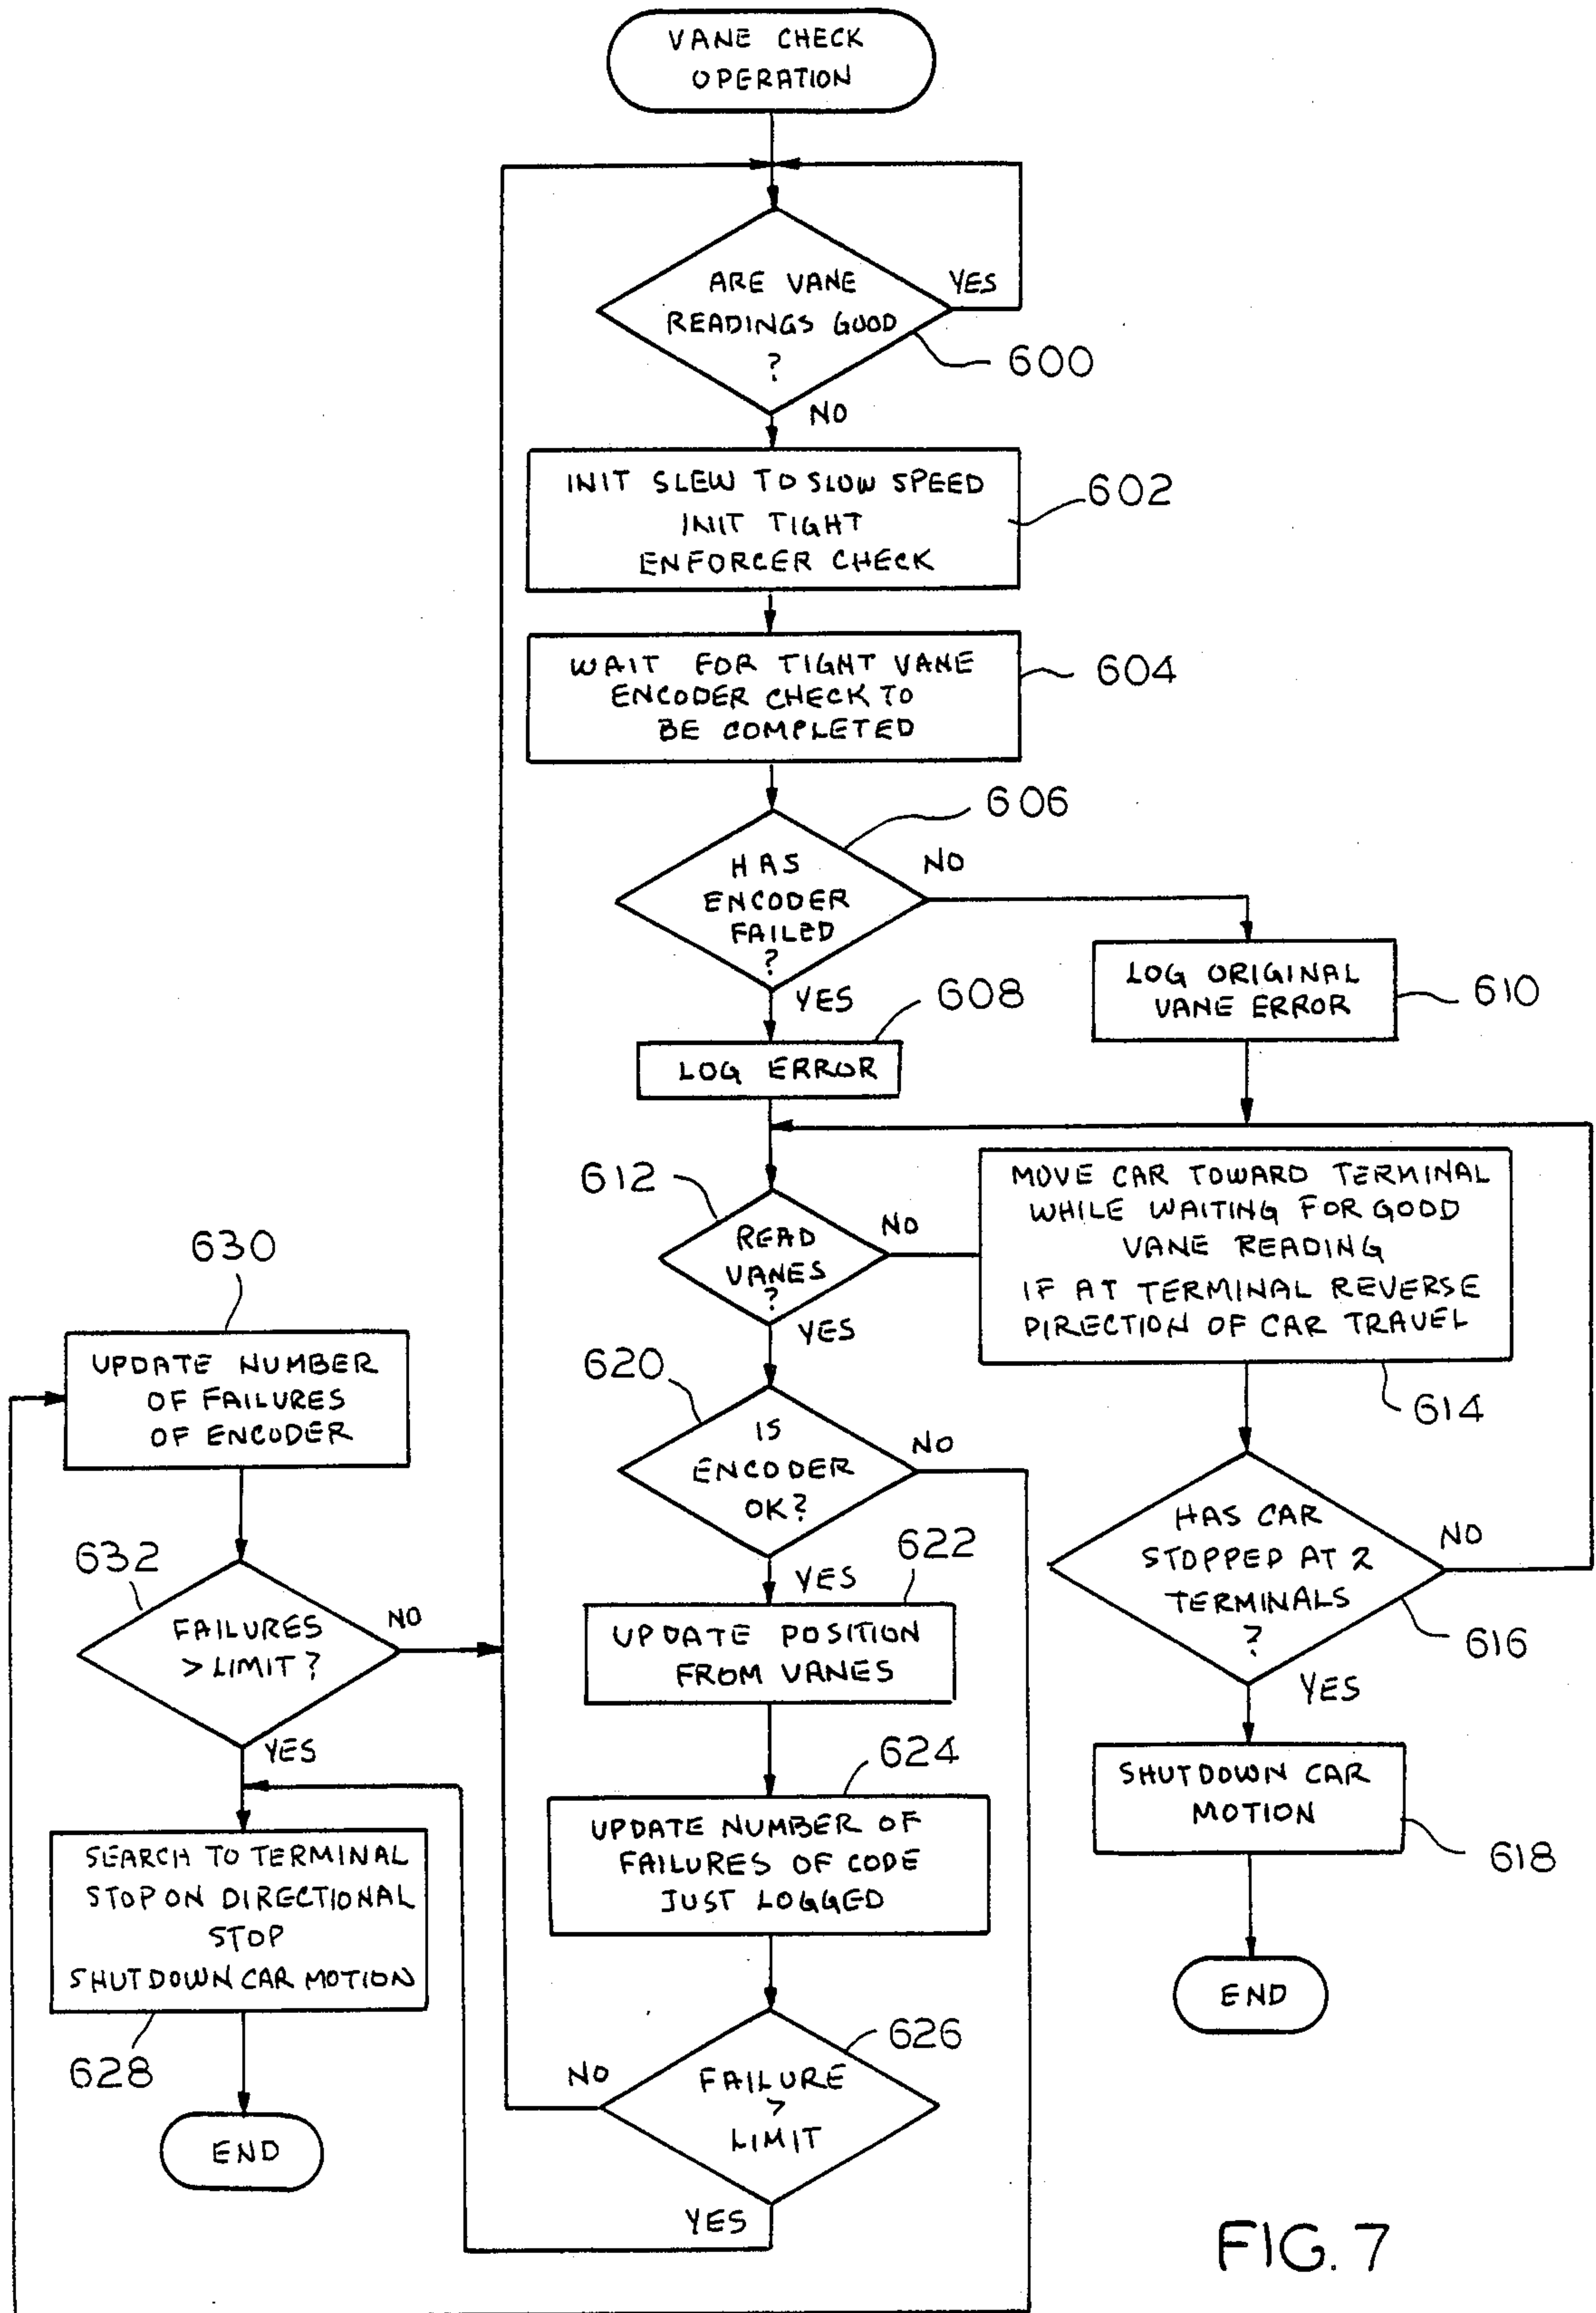 VANE CHECK
OPERATION
ARE VANE
READINGS GOOD
?
YES
600
NO
INIT SLEW TO SLOW SPEED
INIT TIGHT
ENFORCER CHECK
602
WAIT FOR TIGHT VANE
ENCODER CHECK TO
BE COMPLETED
604
606
HAS
ENCODER
FAILED
?
NO
YES
608
LOG ORIGINAL
VANE ERROR
610
LOG ERROR
612
READ
VANES
?
NO
YES
MOVE CAR TOWARD TERMINAL
WHILE WAITING FOR GOOD
VANE READING
IF AT TERMINAL REVERSE
DIRECTION OF CAR TRAVEL
614
630
UPDATE NUMBER
OF FAILURES
OF ENCODER
620
IS
ENCODER
OK?
NO
YES
622
HAS CAR
STOPPED AT 2
TERMINALS
?
NO
616
YES
632
FAILURES
> LIMIT?
NO
YES
UPDATE POSITION
FROM VANES
624
UPDATE NUMBER OF
FAILURES OF CODE
JUST LOGGED
SHUTDOWN CAR
MOTION
618
END
SEARCH TO TERMINAL
STOP ON DIRECTIONAL
STOP
SHUTDOWN CAR MOTION
628
END
626
FAILURE
>
LIMIT
NO
YES
FIG. 7